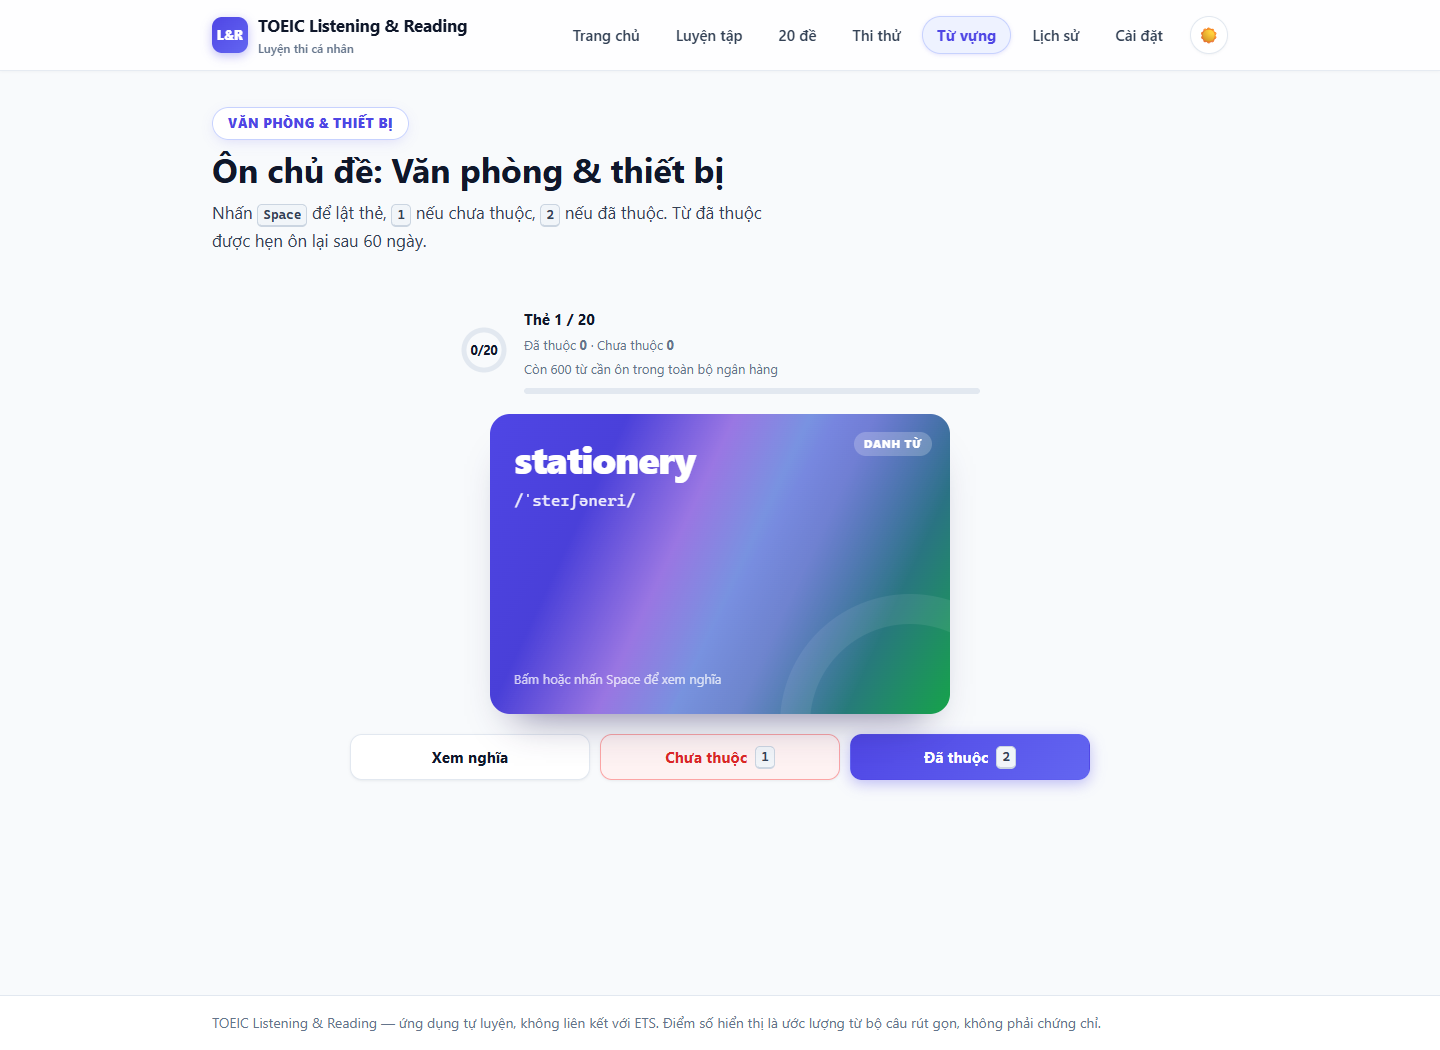 L&R
TOEIC Listening & Reading
Luyện thi cá nhân
Trang chủ
Luyện tập
20 đề
Thi thử
Từ vựng
Lịch sử
Cài đặt
VĂN PHÒNG & THIẾT BỊ
Ôn chủ đề: Văn phòng & thiết bị
Nhấn Space để lật thẻ, 1 nếu chưa thuộc, 2 nếu đã thuộc. Từ đã thuộc
được hẹn ôn lại sau 60 ngày.
0/20
Thẻ 1 / 20
Đã thuộc 0 · Chưa thuộc 0
Còn 600 từ cần ôn trong toàn bộ ngân hàng
DANH TỪ
stationery
/ˈsteɪʃəneri/
Bấm hoặc nhấn Space để xem nghĩa
Xem nghĩa
Chưa thuộc 1
Đã thuộc 2
TOEIC Listening & Reading — ứng dụng tự luyện, không liên kết với ETS. Điểm số hiển thị là ước lượng từ bộ câu rút gọn, không phải chứng chỉ.